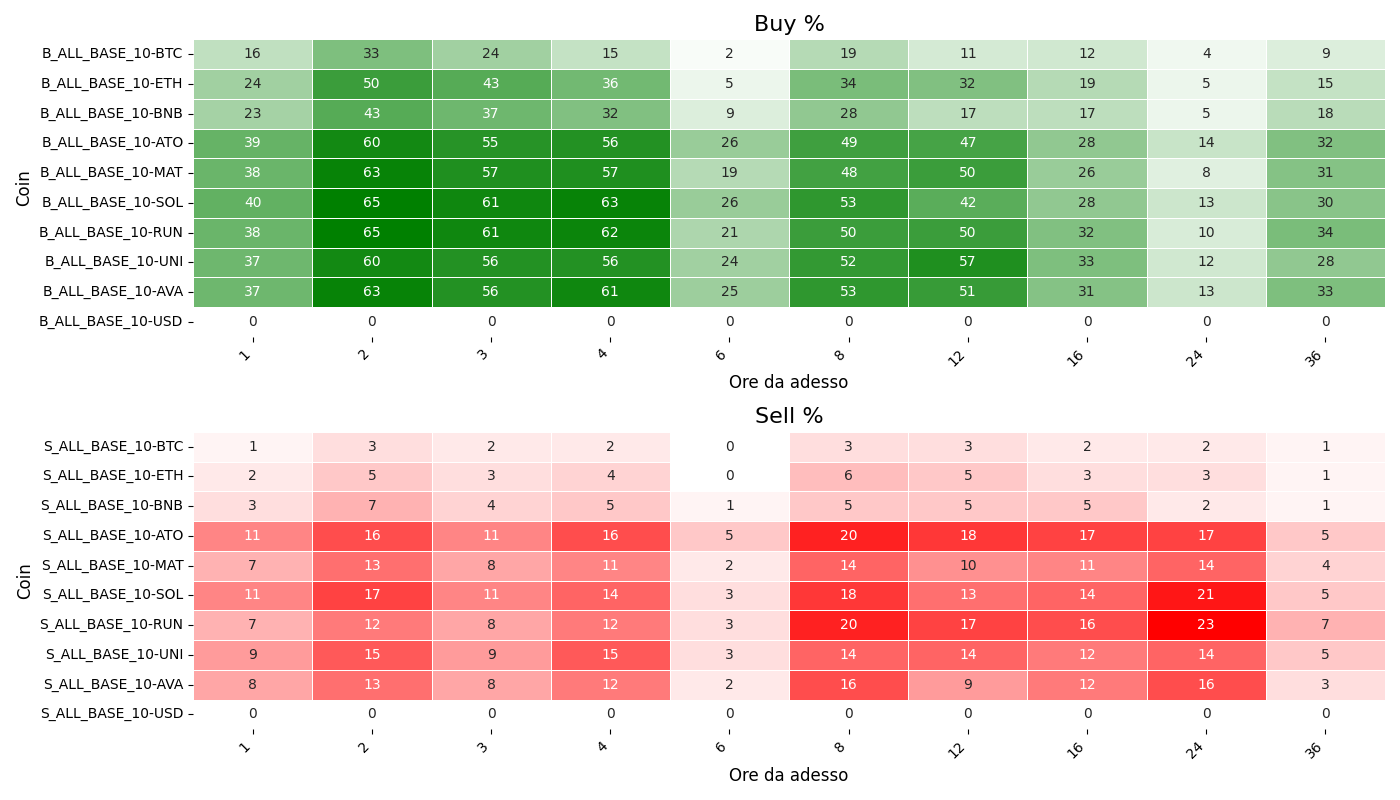 Buy %
Coin
B_ALL_BASE_10-BTC 16 33 24 15 2 19 11 12 4 9
B_ALL_BASE_10-ETH 24 50 43 36 5 34 32 19 5 15
B_ALL_BASE_10-BNB 23 43 37 32 9 28 17 17 5 18
B_ALL_BASE_10-ATO 39 60 55 56 26 49 47 28 14 32
B_ALL_BASE_10-MAT 38 63 57 57 19 48 50 26 8 31
B_ALL_BASE_10-SOL 40 65 61 63 26 53 42 28 13 30
B_ALL_BASE_10-RUN 38 65 61 62 21 50 50 32 10 34
B_ALL_BASE_10-UNI 37 60 56 56 24 52 57 33 12 28
B_ALL_BASE_10-AVA 37 63 56 61 25 53 51 31 13 33
B_ALL_BASE_10-USD 0 0 0 0 0 0 0 0 0 0
1 2 3 4 6 8 12 16 24 36
Ore da adesso
Sell %
Coin
S_ALL_BASE_10-BTC 1 3 2 2 0 3 3 2 2 1
S_ALL_BASE_10-ETH 2 5 3 4 0 6 5 3 3 1
S_ALL_BASE_10-BNB 3 7 4 5 1 5 5 5 2 1
S_ALL_BASE_10-ATO 11 16 11 16 5 20 18 17 17 5
S_ALL_BASE_10-MAT 7 13 8 11 2 14 10 11 14 4
S_ALL_BASE_10-SOL 11 17 11 14 3 18 13 14 21 5
S_ALL_BASE_10-RUN 7 12 8 12 3 20 17 16 23 7
S_ALL_BASE_10-UNI 9 15 9 15 3 14 14 12 14 5
S_ALL_BASE_10-AVA 8 13 8 12 2 16 9 12 16 3
S_ALL_BASE_10-USD 0 0 0 0 0 0 0 0 0 0
1 2 3 4 6 8 12 16 24 36
Ore da adesso